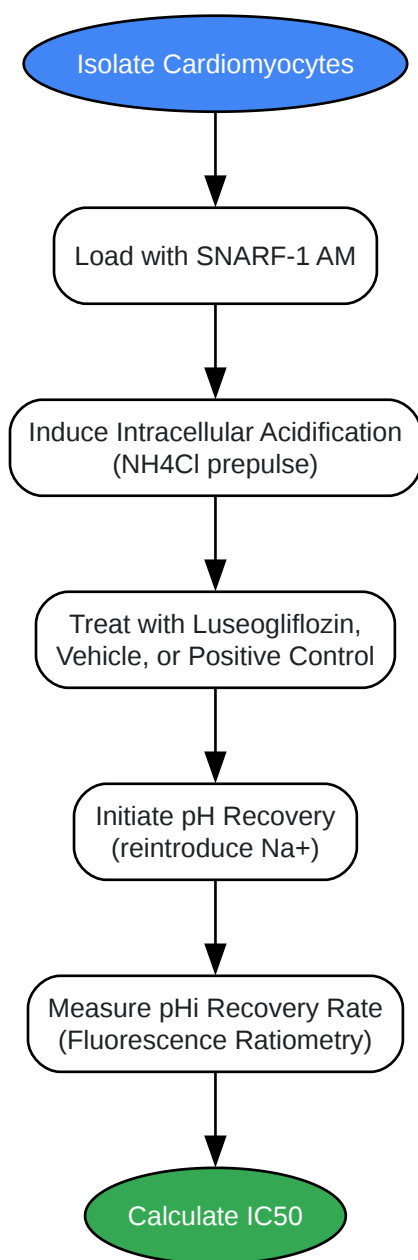 Isolate Cardiomyocytes
Load with SNARF-1 AM
Induce Intracellular Acidification
(NH4Cl prepulse)
Treat with Luseogliflozin,
Vehicle, or Positive Control
Initiate pH Recovery
(reintroduce Na+)
Measure pHi Recovery Rate
(Fluorescence Ratiometry)
Calculate IC50